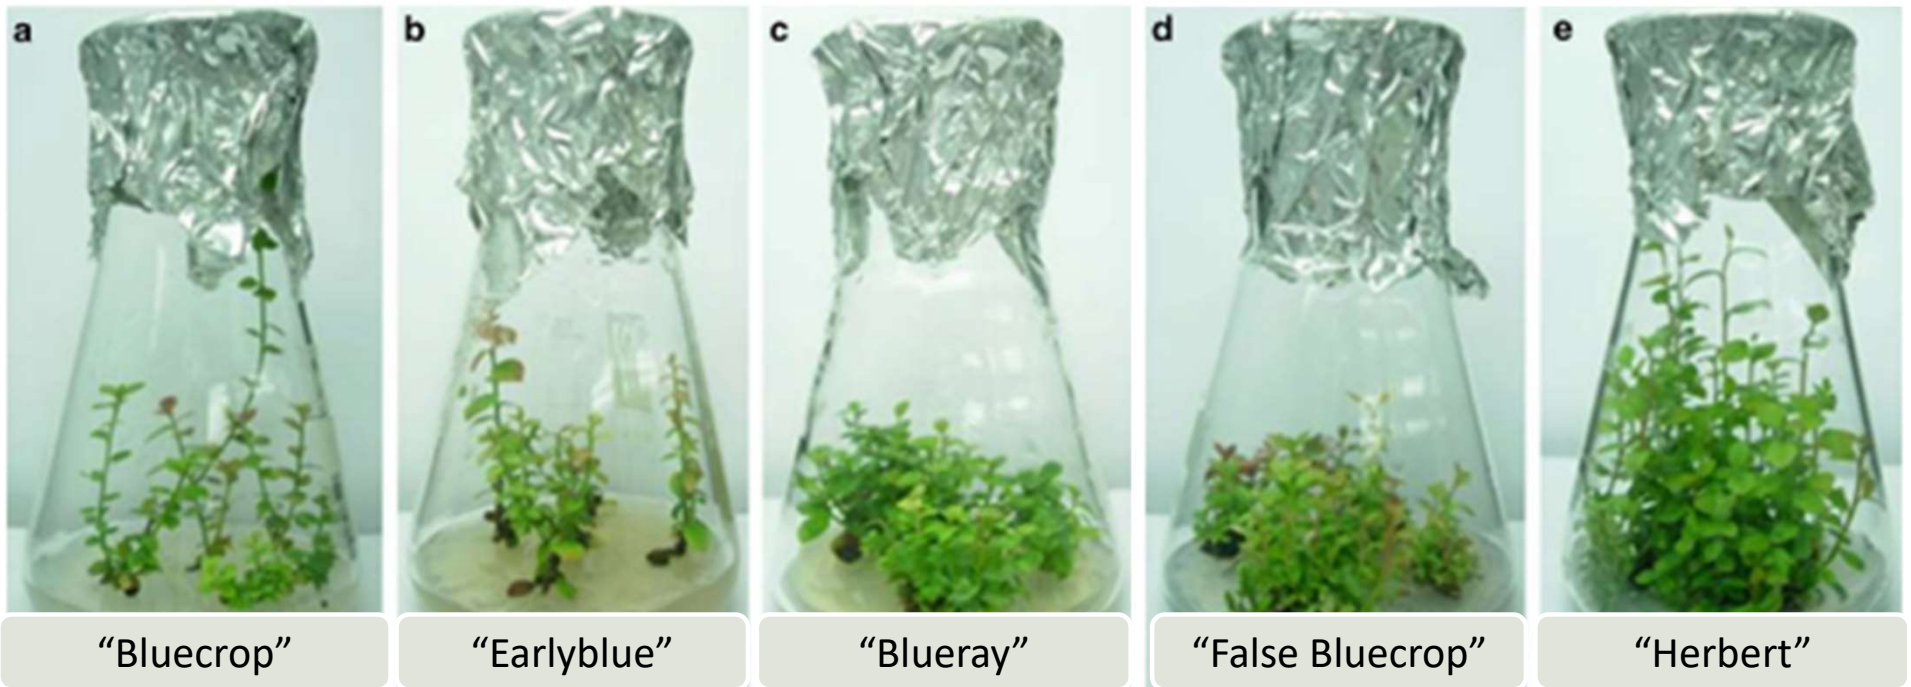 a
b
c
d
e
“Bluecrop”
“Earlyblue”
“Blueray”
“False Bluecrop”
“Herbert”